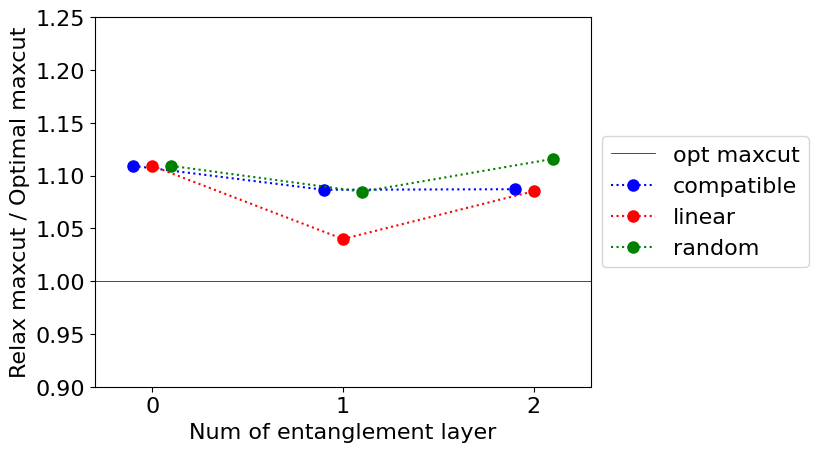 Relax maxcut / Optimal maxcut
1.25
1.20
1.15
1.10
1.05
1.00
0.95
0.90
0
1
2
Num of entanglement layer
opt maxcut
compatible
linear
random